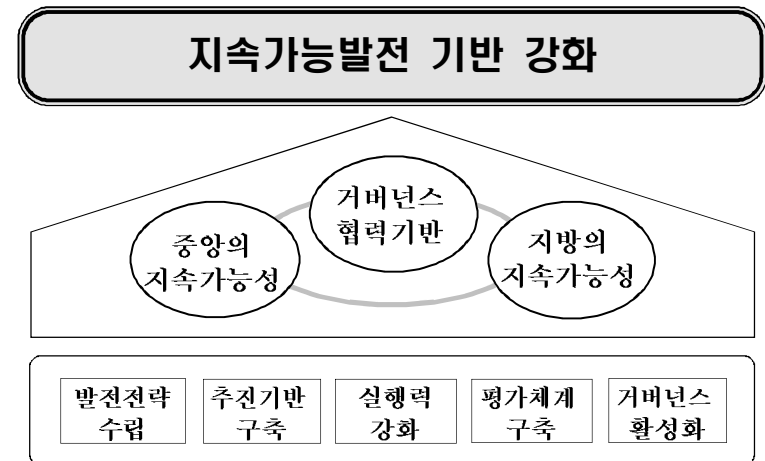 지속가능발전 기반 강화
거버넌스
협력기반
중앙의
지속가능성
지방의
지속가능성
발전전략
수립
추진기반
구축
실행력
강화
평가체계
구축
거버넌스
활성화